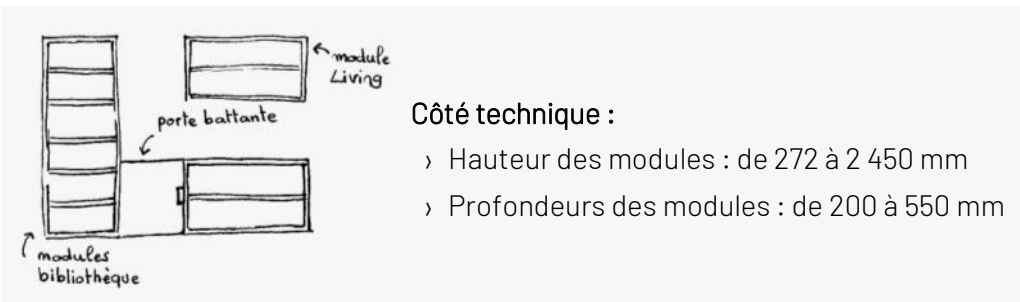 module
Living
porte battante
modules
bibliothèque
Côté technique :
› Hauteur des modules : de 272 à 2 450 mm
› Profondeurs des modules : de 200 à 550 mm